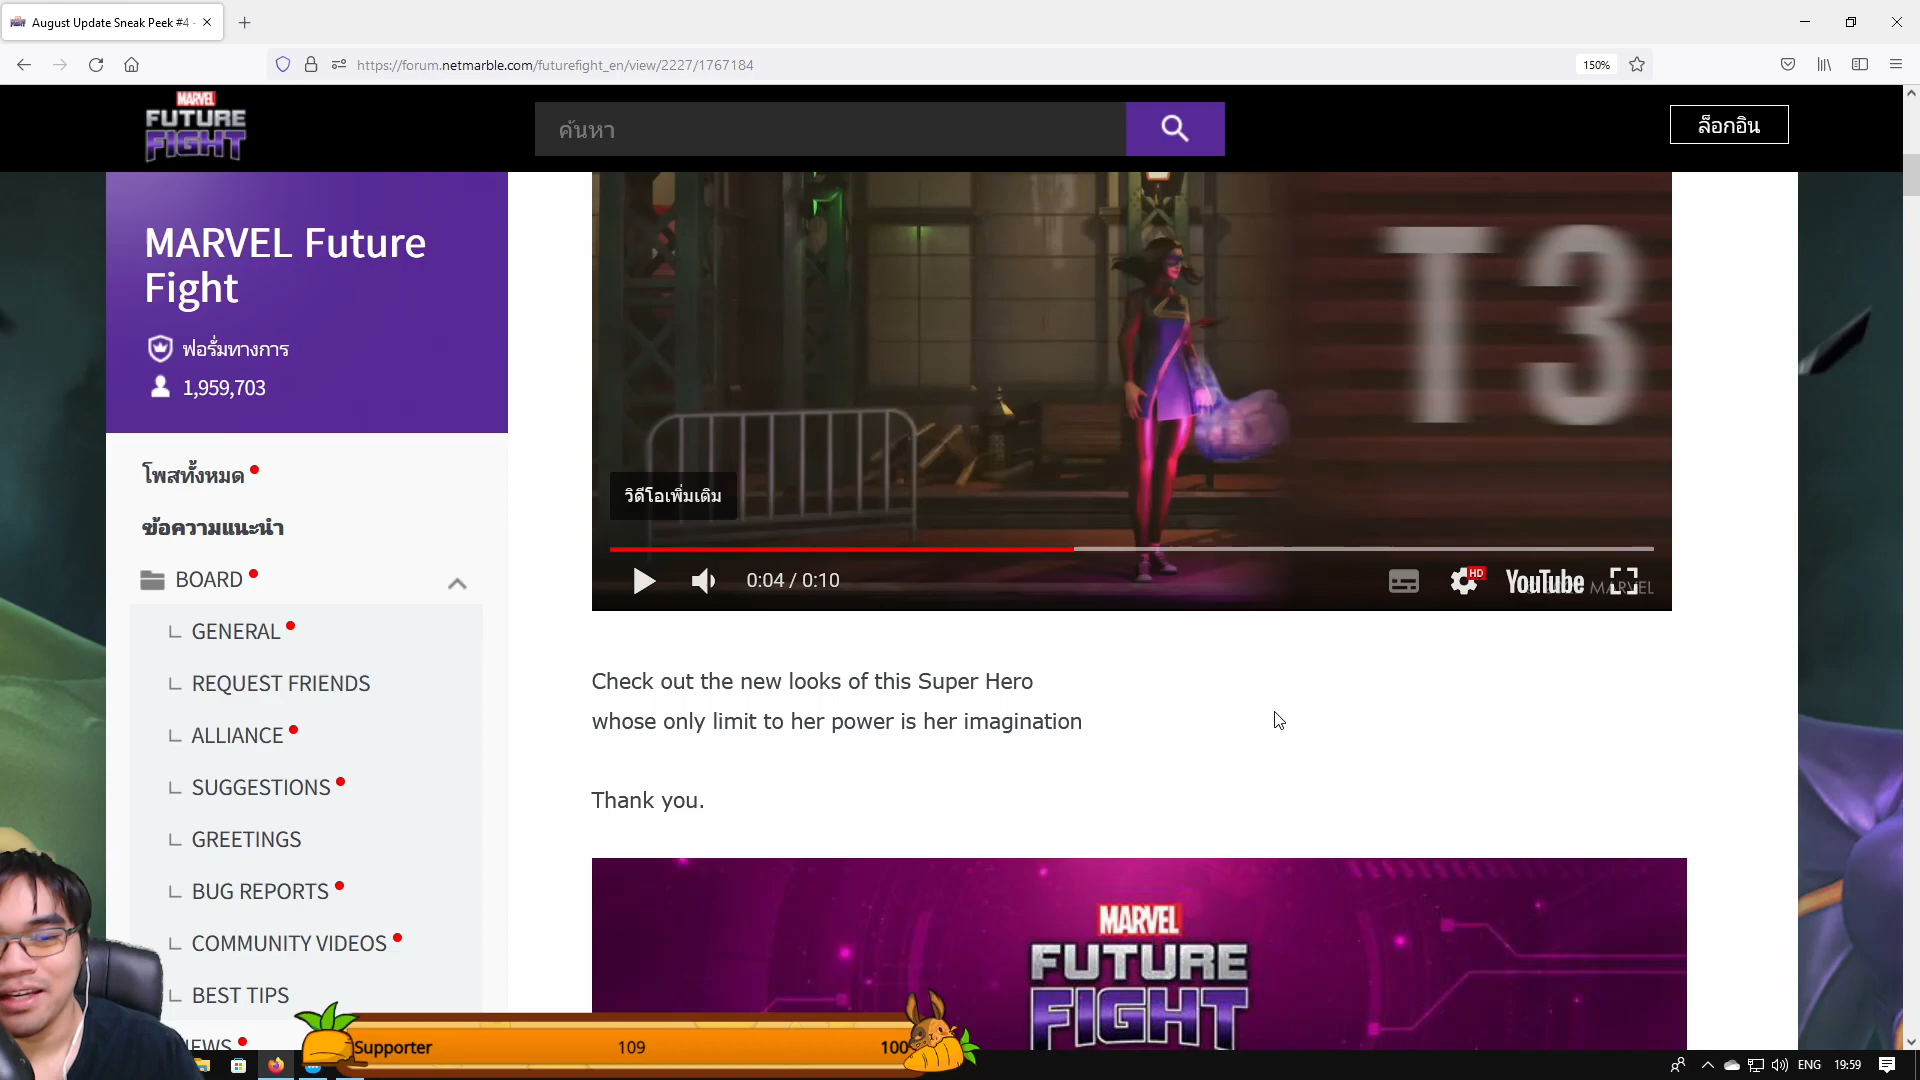 August Update Sneak Peek #4 -
https://forum.netmarble.com/futurefight_en/view/2227/1767184
150%
MARVEL
FUTURE
FIGHT
ค้นหา
ล็อกอิน
MARVEL Future
Fight
ฟอรั่มทางการ
1,959,703
โพสทั้งหมด
ข้อความแนะนำ
BOARD
GENERAL
REQUEST FRIENDS
ALLIANCE
SUGGESTIONS
GREETINGS
BUG REPORTS
COMMUNITY VIDEOS
BEST TIPS
NEWS
T3
วิดีโอเพิ่มเติม
0:04 / 0:10
HD
YouTube
MARVEL
Check out the new looks of this Super Hero
whose only limit to her power is her imagination
Thank you.
MARVEL
FUTURE
FIGHT
Supporter 109 100
ENG 19:59